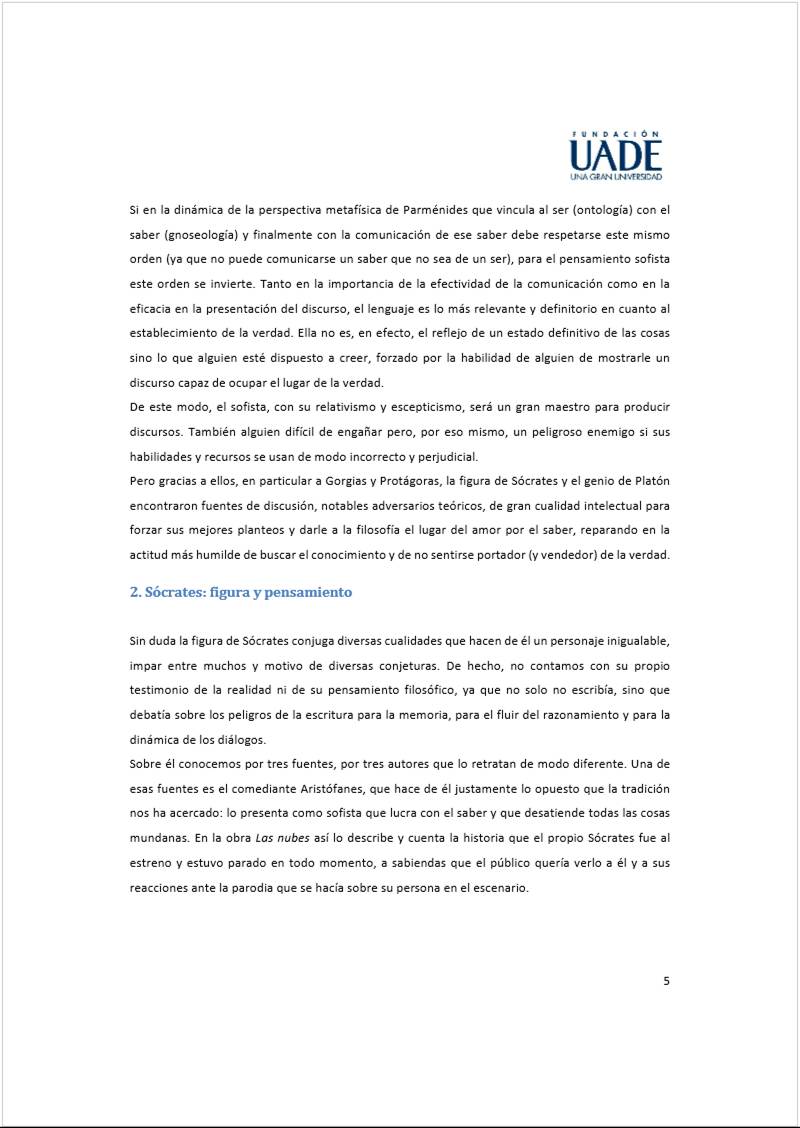 FUNDACIÓN
UADE
UNA GRAN UNIVERSIDAD
Si en la dinámica de la perspectiva metafísica de Parménides que vincula al ser (ontología) con el
saber (gnoseología) y finalmente con la comunicación de ese saber debe respetarse este mismo
orden (ya que no puede comunicarse un saber que no sea de un ser), para el pensamiento sofista
este orden se invierte. Tanto en la importancia de la efectividad de la comunicación como en la
eficacia en la presentación del discurso, el lenguaje es lo más relevante y definitorio en cuanto al
establecimiento de la verdad. Ella no es, en efecto, el reflejo de un estado definitivo de las cosas
sino lo que alguien esté dispuesto a creer, forzado por la habilidad de alguien de mostrarle un
discurso capaz de ocupar el lugar de la verdad.
De este modo, el sofista, con su relativismo y escepticismo, será un gran maestro para producir
discursos. También alguien difícil de engañar pero, por eso mismo, un peligroso enemigo si sus
habilidades y recursos se usan de modo incorrecto y perjudicial.
Pero gracias a ellos, en particular a Gorgias y Protágoras, la figura de Sócrates y el genio de Platón
encontraron fuentes de discusión, notables adversarios teóricos, de gran cualidad intelectual para
forzar sus mejores planteos y darle a la filosofía el lugar del amor por el saber, reparando en la
actitud más humilde de buscar el conocimiento y de no sentirse portador (y vendedor) de la verdad.
2. Sócrates: figura y pensamiento
Sin duda la figura de Sócrates conjuga diversas cualidades que hacen de él un personaje inigualable,
impar entre muchos y motivo de diversas conjeturas. De hecho, no contamos con su propio
testimonio de la realidad ni de su pensamiento filosófico, ya que no solo no escribía, sino que
debatía sobre los peligros de la escritura para la memoria, para el fluir del razonamiento y para la
dinámica de los diálogos.
Sobre él conocemos por tres fuentes, por tres autores que lo retratan de modo diferente. Una de
esas fuentes es el comediante Aristófanes, que hace de él justamente lo opuesto que la tradición
nos ha acercado: lo presenta como sofista que lucra con el saber y que desatiende todas las cosas
mundanas. En la obra Las nubes así lo describe y cuenta la historia que el propio Sócrates fue al
estreno y estuvo parado en todo momento, a sabiendas que el público quería verlo a él y a sus
reacciones ante la parodia que se hacía sobre su persona en el escenario.
5